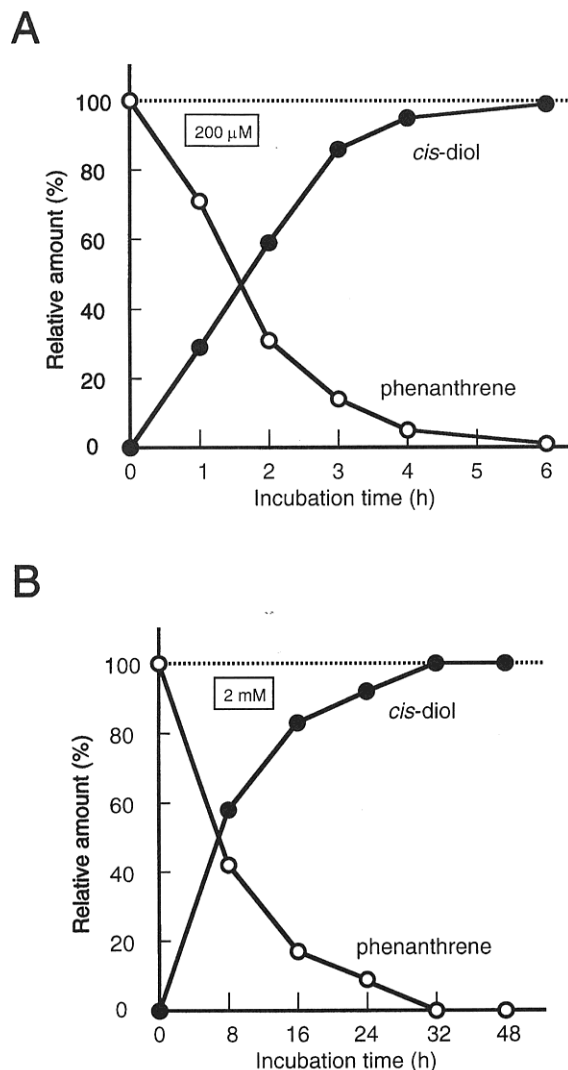 A
100
80
60
40
20
0
Relative amount (%)
200 μM
cis-diol
phenanthrene
0 1 2 3 4 5 6
Incubation time (h)
B
100
80
60
40
20
0
Relative amount (%)
2 mM
cis-diol
phenanthrene
0 8 16 24 32 48
Incubation time (h)